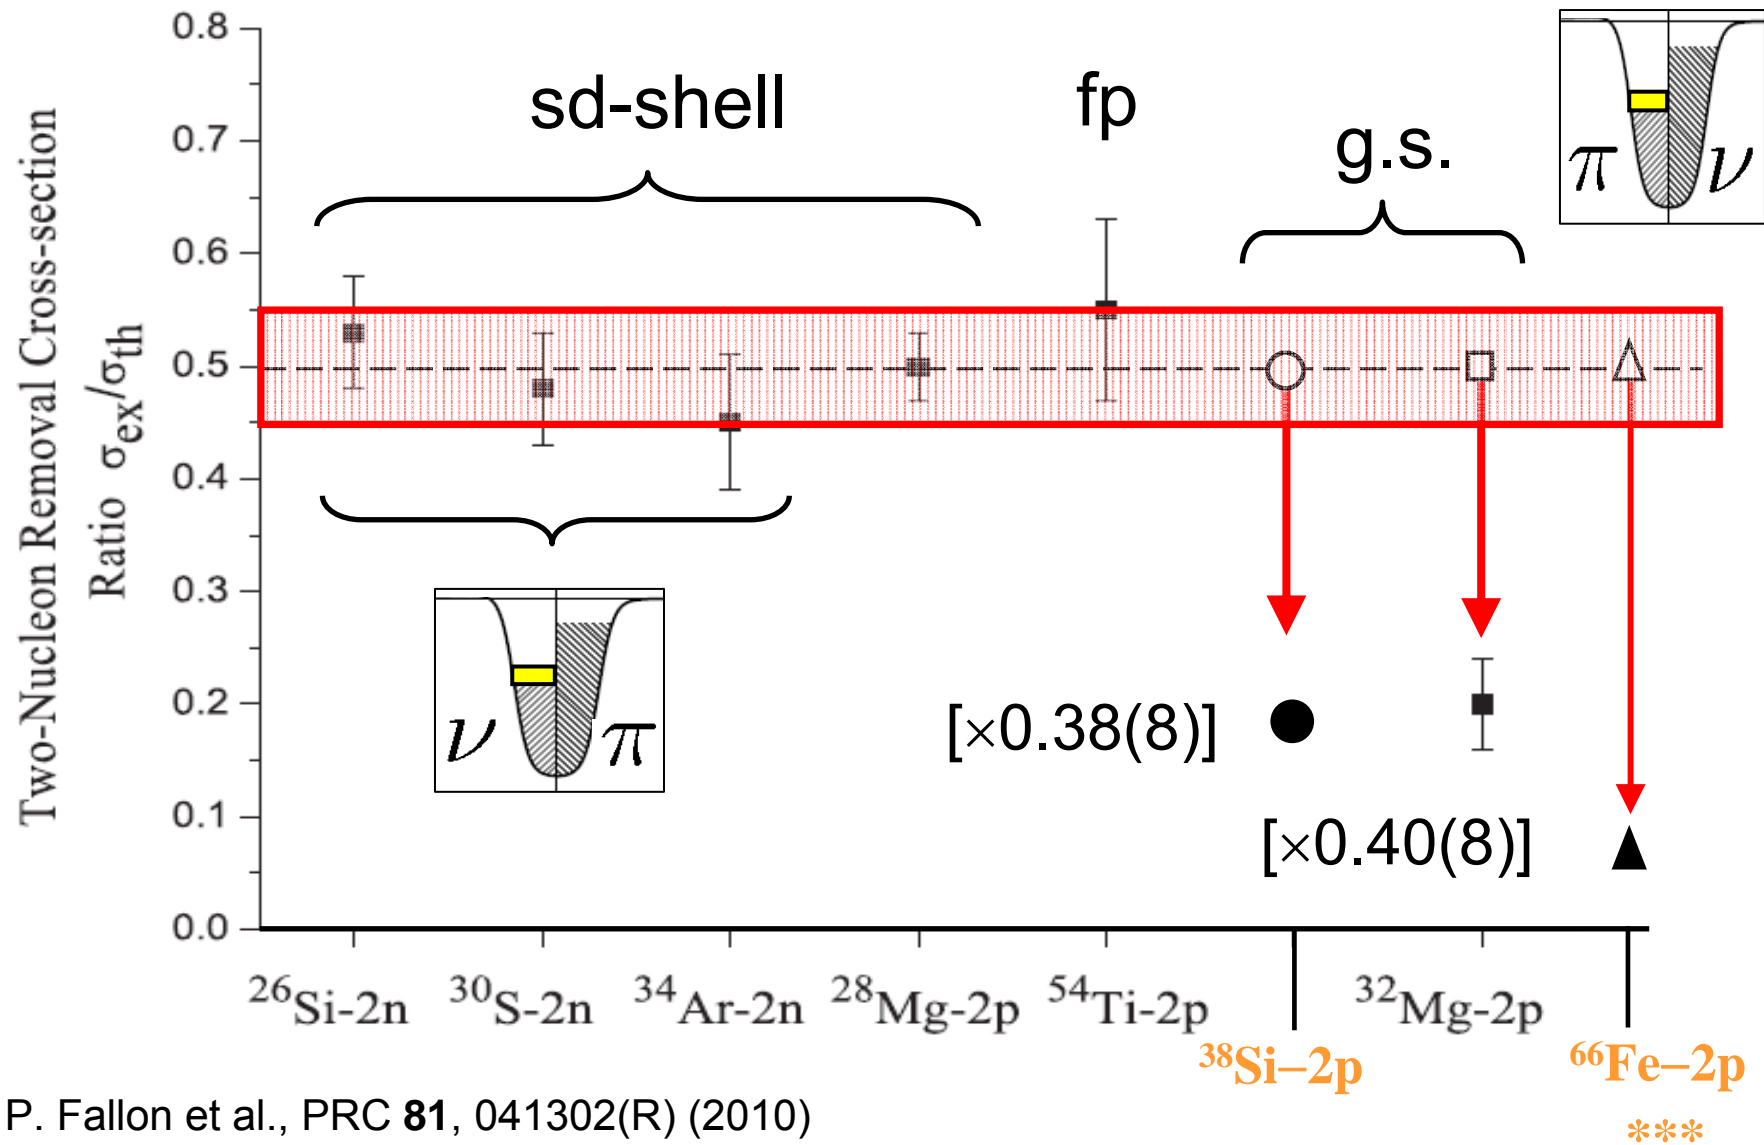 Two-Nucleon Removal Cross-section
Ratio σex/σth
0.8
0.7
0.6
0.5
0.4
0.3
0.2
0.1
0.0
sd-shell
fp
g.s.
π ν
ν π
[×0.38(8)]
[×0.40(8)]
²⁶Si-2n ³⁰S-2n ³⁴Ar-2n ²⁸Mg-2p ⁵⁴Ti-2p ³²Mg-2p
³⁸Si–2p ⁶⁶Fe–2p
***
P. Fallon et al., PRC 81, 041302(R) (2010)